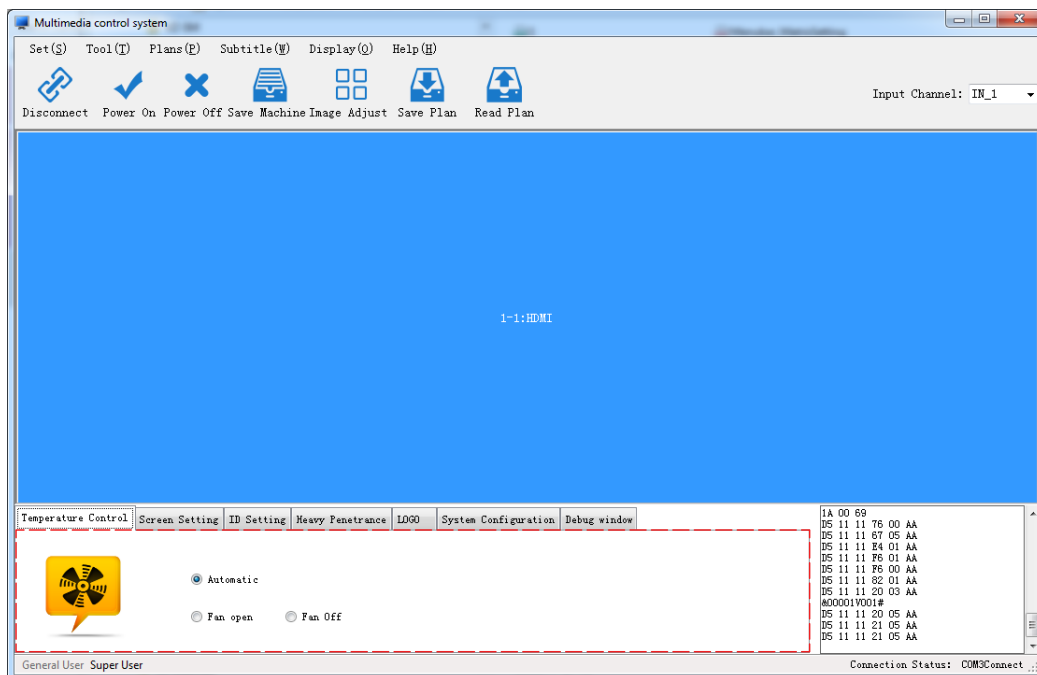 Multimedia control system
Set(S) Tool(T) Plans(P) Subtitle(W) Display(O) Help(H)
Disconnect Power On Power Off Save Machine Image Adjust Save Plan Read Plan
Input Channel: IN_1
1-1:HDMI
Temperature Control Screen Setting ID Setting Heavy Penetrance LOGO System Configuration Debug window
Automatic
Fan open Fan Off
1A 00 69
D5 11 11 76 00 AA
D5 11 11 67 05 AA
D5 11 11 E4 01 AA
D5 11 11 F6 01 AA
D5 11 11 F6 00 AA
D5 11 11 82 01 AA
D5 11 11 20 03 AA
&00001V001#
D5 11 11 20 05 AA
D5 11 11 21 05 AA
D5 11 11 21 05 AA
General User Super User
Connection Status: COM3Connect